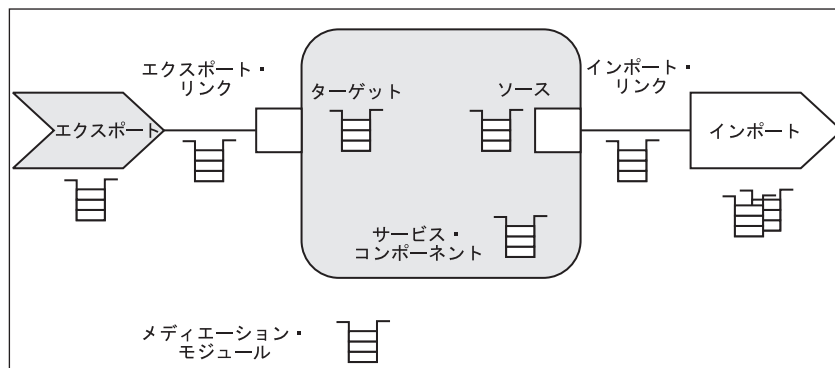 エクスポート・
リンク
ターゲット
ソース
インポート・
リンク
エクスポート
インポート
サービス・
コンポーネント
メディエーション・
モジュール